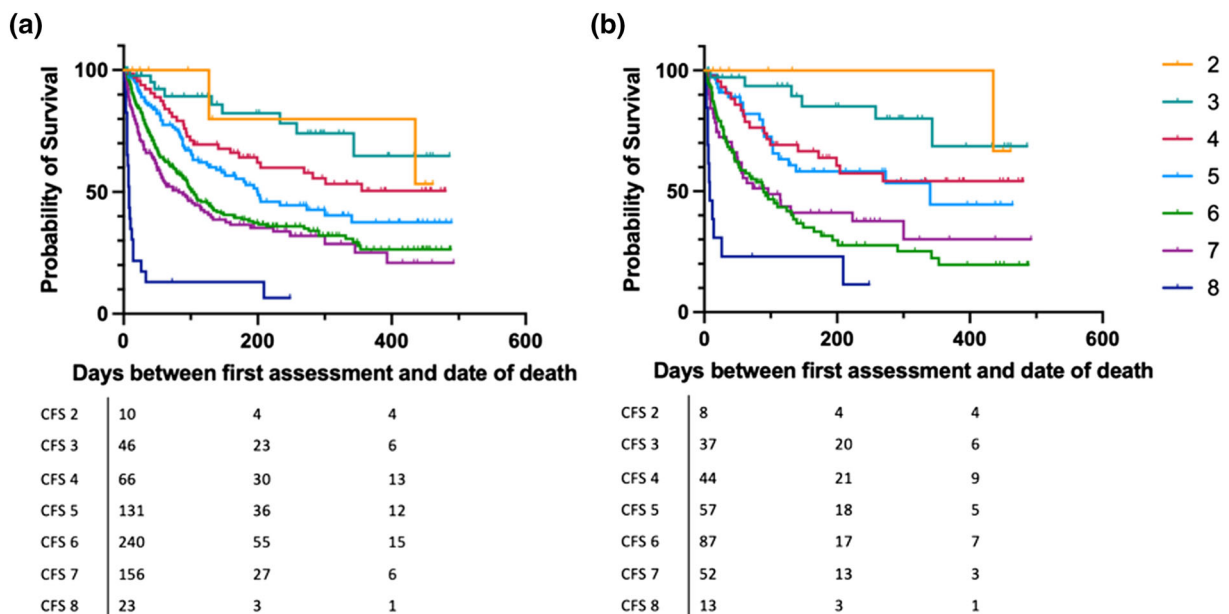 (a)
100
50
0
Probability of Survival
0 200 400 600
Days between first assessment and date of death
CFS 2 10 4 4
CFS 3 46 23 6
CFS 4 66 30 13
CFS 5 131 36 12
CFS 6 240 55 15
CFS 7 156 27 6
CFS 8 23 3 1
(b)
100
50
0
Probability of Survival
0 200 400 600
Days between first assessment and date of death
CFS 2 8 4 4
CFS 3 37 20 6
CFS 4 44 21 9
CFS 5 57 18 5
CFS 6 87 17 7
CFS 7 52 13 3
CFS 8 13 3 1
2
3
4
5
6
7
8